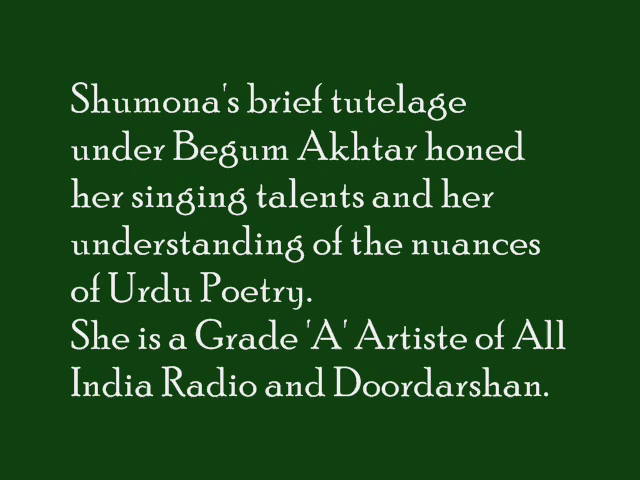 Shumona's brief tutelage
under Begum Akhtar honed
her singing talents and her
understanding of the nuances
of Urdu Poetry.
She is a Grade 'A' Artiste of All
India Radio and Doordarshan.